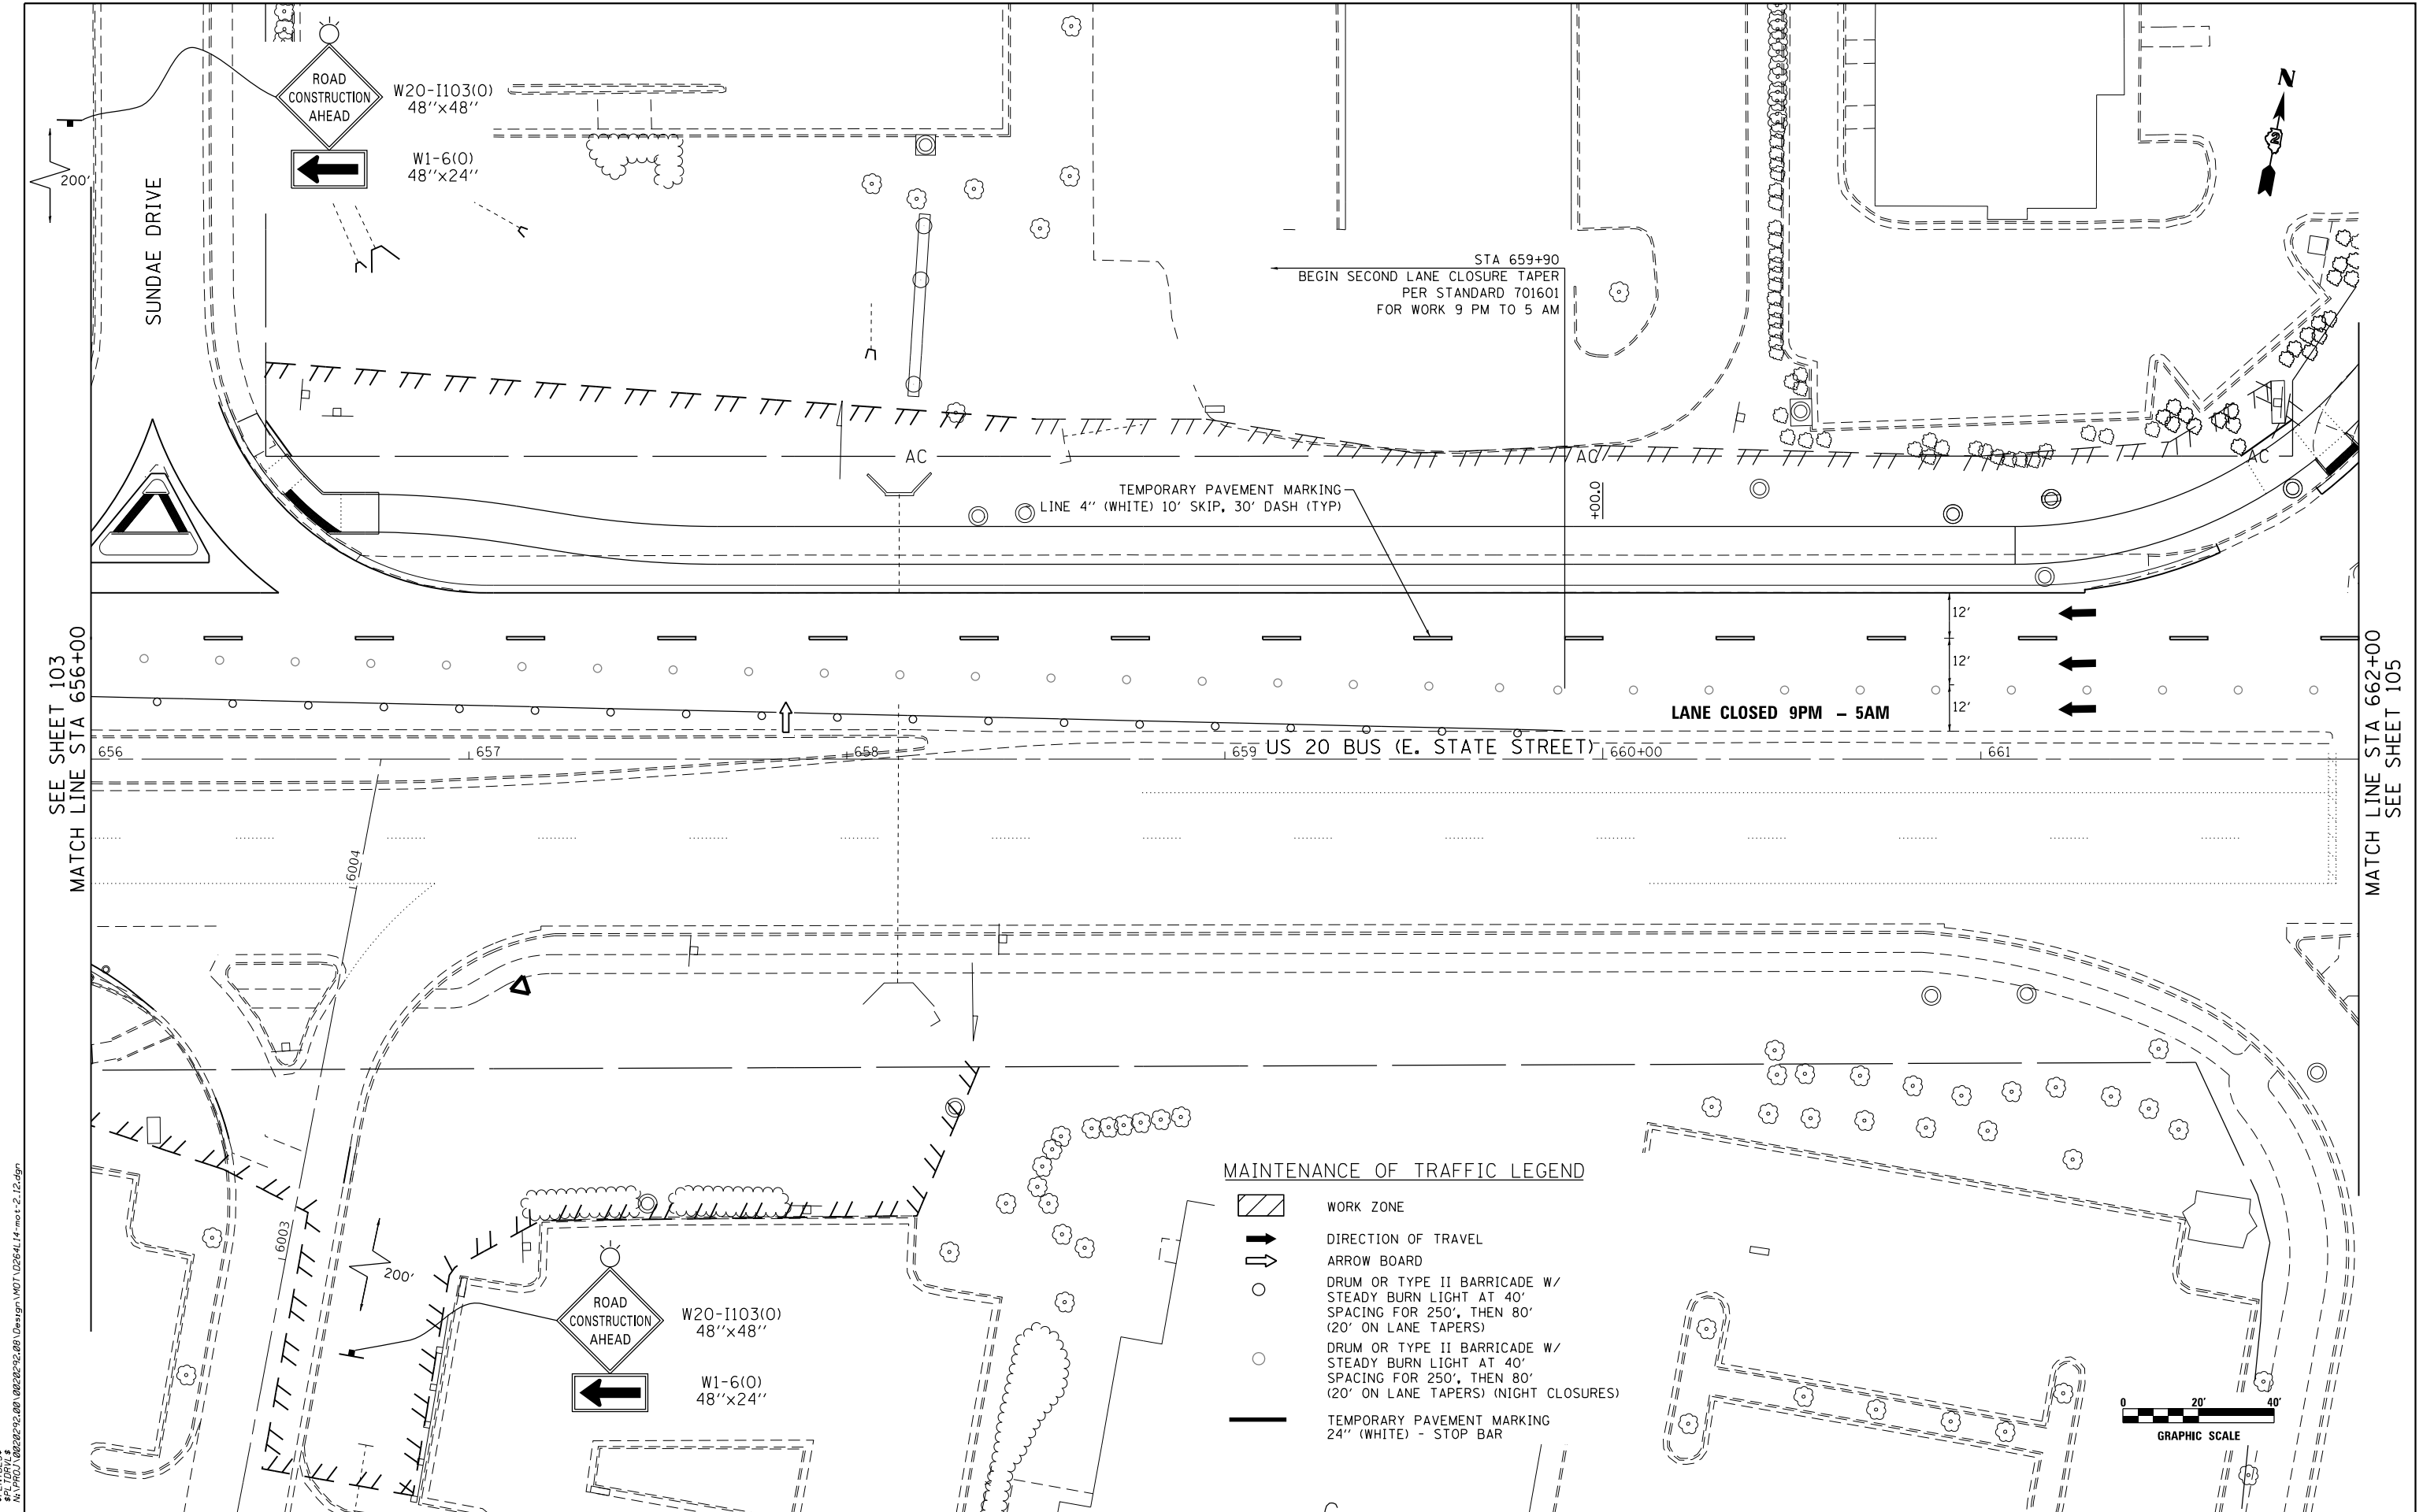 ROAD
CONSTRUCTION
AHEAD
W20-I103(O)
48''x48''
W1-6(O)
48''x24''
200'
SUNDAE DRIVE
N
STA 659+90
BEGIN SECOND LANE CLOSURE TAPER
PER STANDARD 701601
FOR WORK 9 PM TO 5 AM
AC
AC
AC
TEMPORARY PAVEMENT MARKING
LINE 4'' (WHITE) 10' SKIP, 30' DASH (TYP)
+00.0
12'
12'
12'
LANE CLOSED 9PM – 5AM
SEE SHEET 103
MATCH LINE STA 656+00
MATCH LINE STA 662+00
SEE SHEET 105
656
657
658
659
US 20 BUS (E. STATE STREET)
660+00
661
6004
6003
200'
ROAD
CONSTRUCTION
AHEAD
W20-I103(O)
48''x48''
W1-6(O)
48''x24''
MAINTENANCE OF TRAFFIC LEGEND
WORK ZONE
DIRECTION OF TRAVEL
ARROW BOARD
DRUM OR TYPE II BARRICADE W/
STEADY BURN LIGHT AT 40'
SPACING FOR 250', THEN 80'
(20' ON LANE TAPERS)
DRUM OR TYPE II BARRICADE W/
STEADY BURN LIGHT AT 40'
SPACING FOR 250', THEN 80'
(20' ON LANE TAPERS) (NIGHT CLOSURES)
TEMPORARY PAVEMENT MARKING
24'' (WHITE) - STOP BAR
0 20' 40'
GRAPHIC SCALE